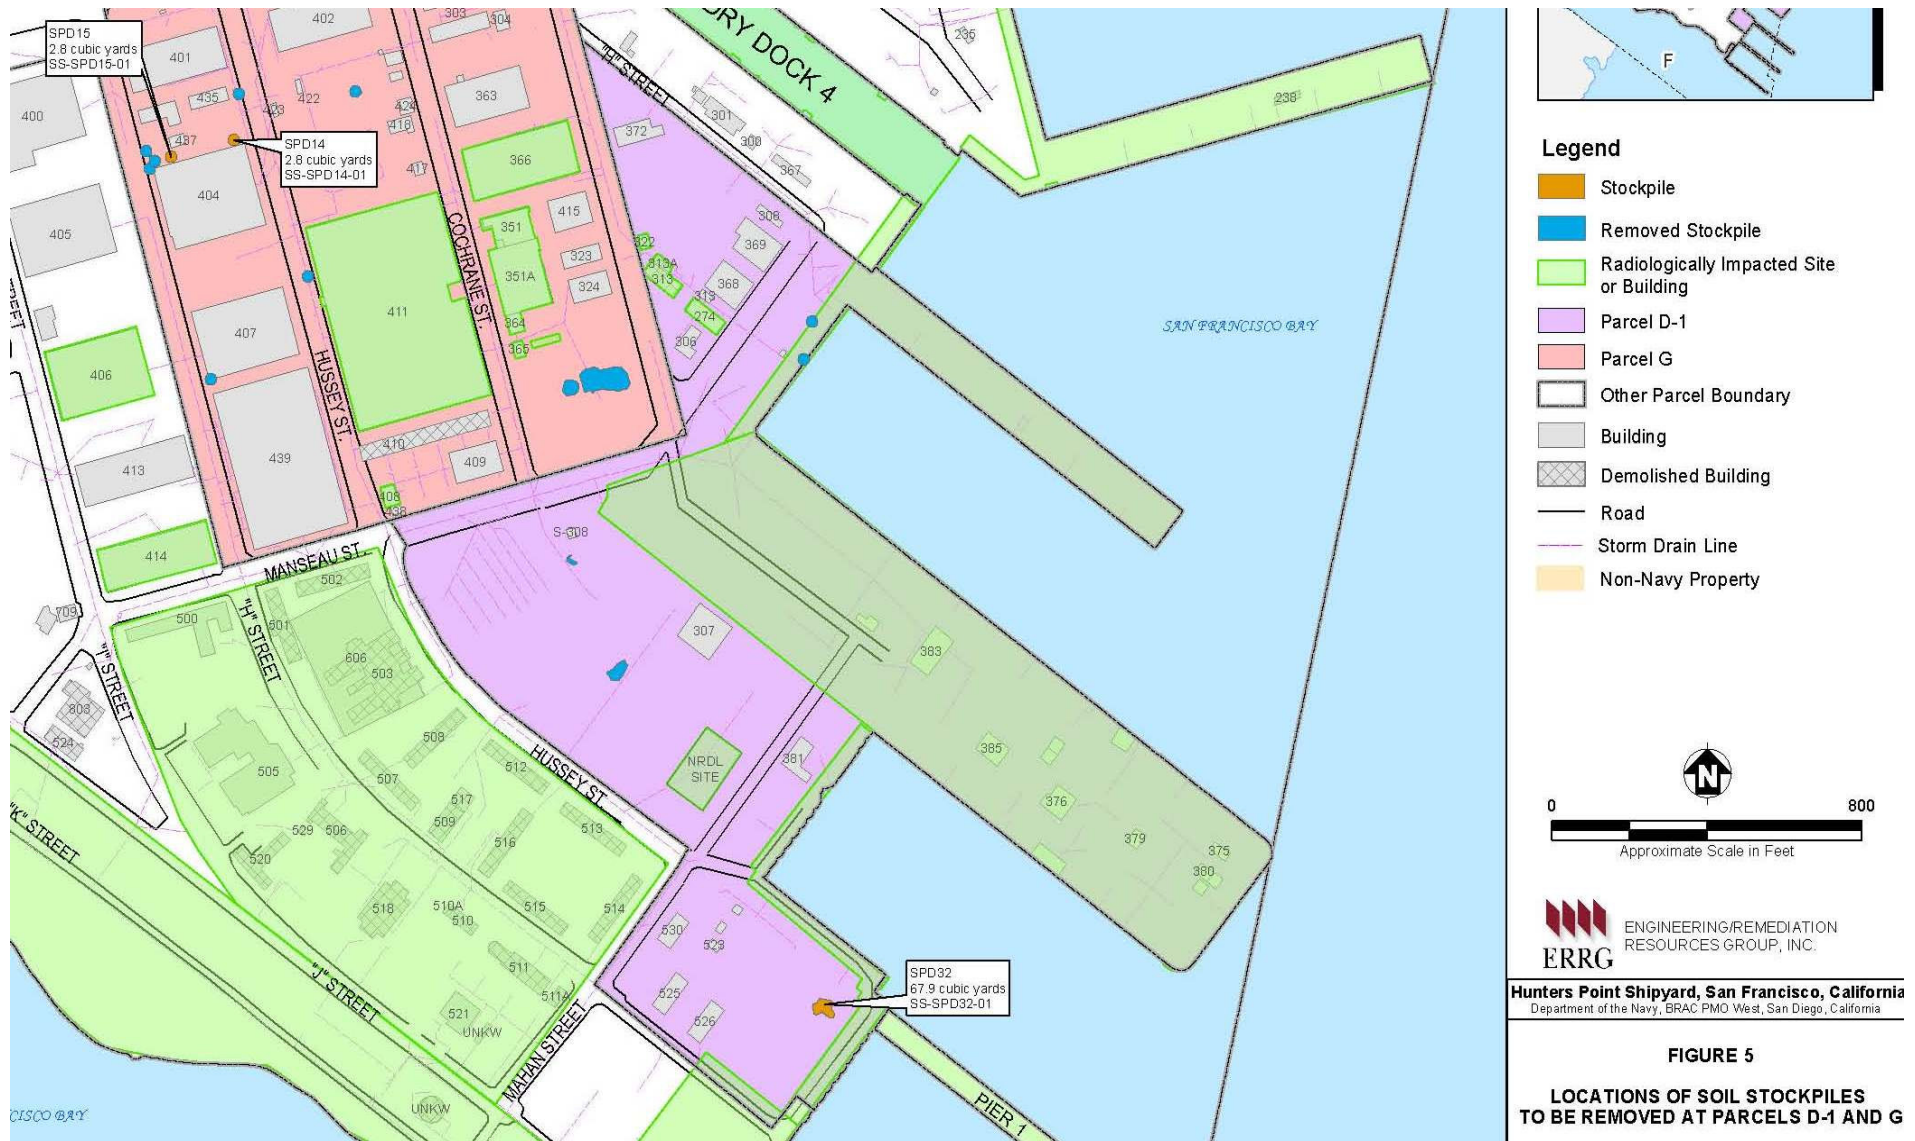 SPD15
2.8 cubic yards
SS-SPD15-01
SPD14
2.8 cubic yards
SS-SPD14-01
SPD32
67.9 cubic yards
SS-SPD32-01
400
401
402
303
304
435
437
404
405
422
423
424
418
417
363
366
415
351
351A
323
324
364
365
411
407
406
413
414
439
410
409
408
438
"H" STREET
DRY DOCK 4
235
238
372
301
300
367
308
369
368
322
313A
313
319
274
306
HUSSEY ST.
COCHRANE ST.
SAN FRANCISCO BAY
S-308
307
MANSEAU ST.
502
500
501
"H" STREET
606
503
709
"I" STREET
803
524
505
508
507
512
HUSSEY ST.
517
509
529
506
516
513
520
518
510A
510
515
514
511
511A
521
UNKW
UNKW
"K" STREET
"J" STREET
MAHAN STREET
NRDL
SITE
381
383
385
376
379
375
380
530
523
525
526
PIER 1
CISCO BAY
F
Legend
Stockpile
Removed Stockpile
Radiologically Impacted Site
or Building
Parcel D-1
Parcel G
Other Parcel Boundary
Building
Demolished Building
Road
Storm Drain Line
Non-Navy Property
N
0 800
Approximate Scale in Feet
ERRG
ENGINEERING/REMEDIATION
RESOURCES GROUP, INC.
Hunters Point Shipyard, San Francisco, California
Department of the Navy, BRAC PMO West, San Diego, California
FIGURE 5
LOCATIONS OF SOIL STOCKPILES
TO BE REMOVED AT PARCELS D-1 AND G